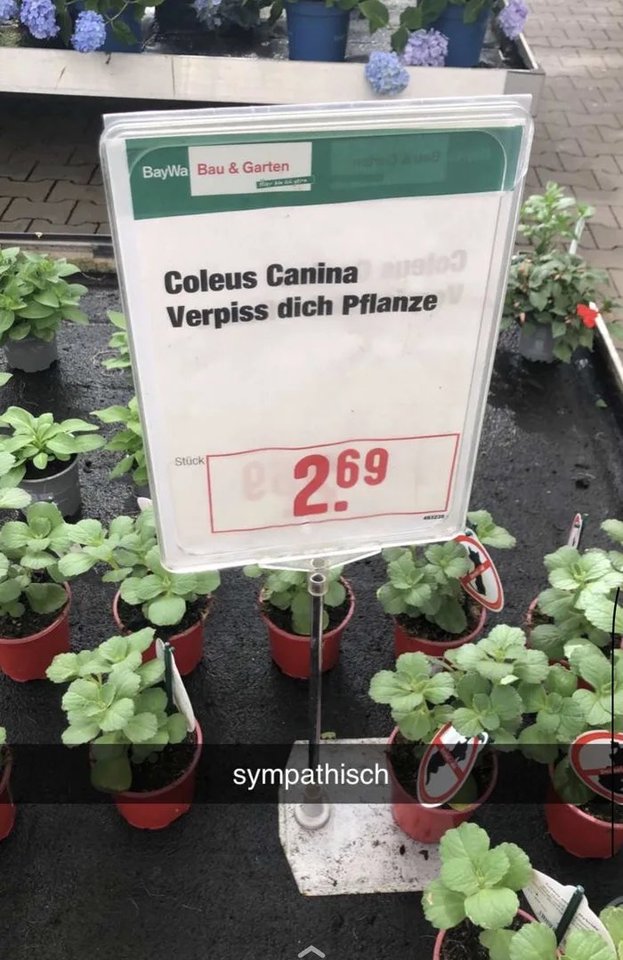 BayWa Bau & Garten
Coleus Canina
Verpiss dich Pflanze
Stück
2.69
sympathisch